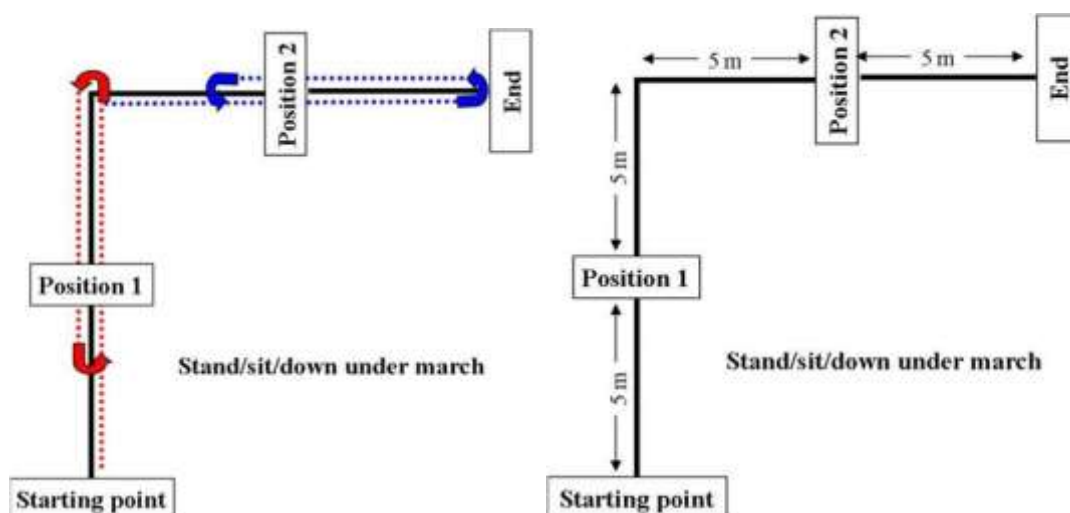 Position 2
End
Position 1
Stand/sit/down under march
Starting point
5 m
5 m
Position 2
End
5 m
Position 1
Stand/sit/down under march
5 m
Starting point